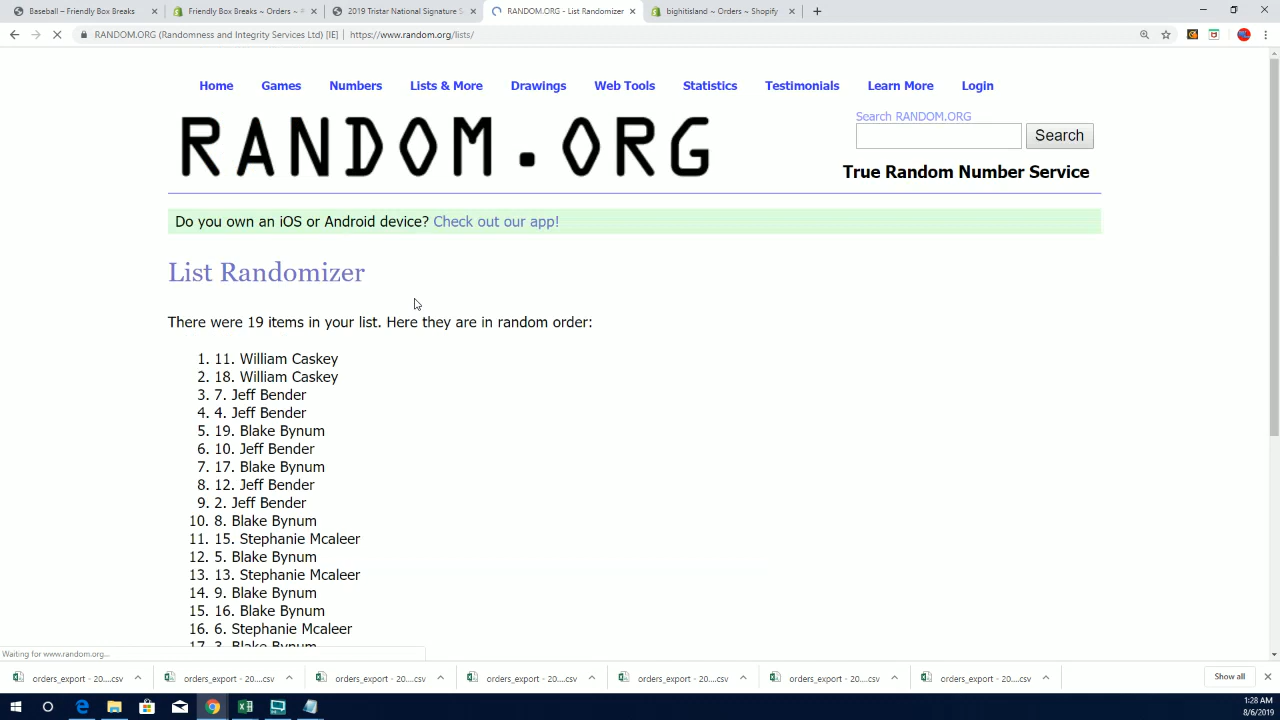 Baseball – Friendly Box Breaks
Friendly Box Breaks ~ Orders ~
2019 Tristar National Signature S
RANDOM.ORG - List Randomizer
bighitisland ~ Orders ~ Shopify
RANDOM.ORG (Randomness and Integrity Services Ltd) [IE] | https://www.random.org/lists/
Home Games Numbers Lists & More Drawings Web Tools Statistics Testimonials Learn More Login
RANDOM.ORG
Search RANDOM.ORG
Search
True Random Number Service
Do you own an iOS or Android device? Check out our app!
List Randomizer
There were 19 items in your list. Here they are in random order:
1. 11. William Caskey
2. 18. William Caskey
3. 7. Jeff Bender
4. 4. Jeff Bender
5. 19. Blake Bynum
6. 10. Jeff Bender
7. 17. Blake Bynum
8. 12. Jeff Bender
9. 2. Jeff Bender
10. 8. Blake Bynum
11. 15. Stephanie Mcaleer
12. 5. Blake Bynum
13. 13. Stephanie Mcaleer
14. 9. Blake Bynum
15. 16. Blake Bynum
16. 6. Stephanie Mcaleer
17. 3. Blake Bynum
Waiting for www.random.org...
orders_export - 20....csv
orders_export - 20....csv
orders_export - 20....csv
orders_export - 20....csv
orders_export - 20....csv
orders_export - 20....csv
orders_export - 20....csv
Show all
1:28 AM
8/6/2019